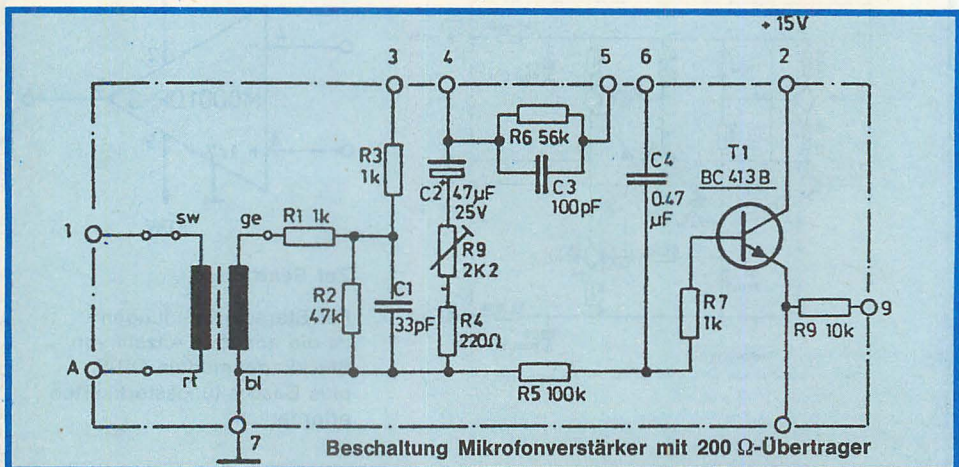 + 15V
3
4
5
6
2
R6 56k
C3
100pF
R3
1k
C2
47µF
25V
C4
0.47
µF
T1
BC 413 B
1
sw
ge
R1 1k
R9
2K2
R2
47k
C1
33pF
R4
220Ω
R7
1k
R9 10k
9
A
rt
bl
R5 100k
7
Beschaltung Mikrofonverstärker mit 200 Ω-Übertrager